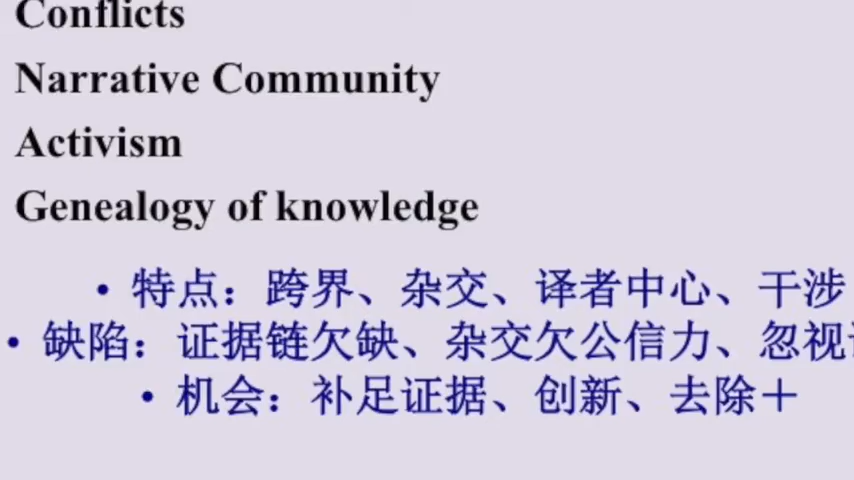 Conflicts
Narrative Community
Activism
Genealogy of knowledge
• 特点：跨界、杂交、译者中心、干涉
• 缺陷：证据链欠缺、杂交欠公信力、忽视
• 机会：补足证据、创新、去除＋